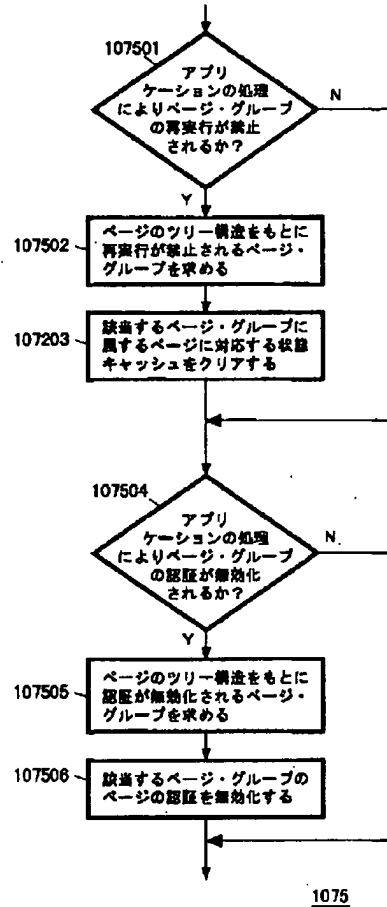 107501
アプリ
ケーションの処理
によりページ・グループ
の再実行が禁止
されるか？
N
Y
107502
ページのツリー構造をもとに
再実行が禁止されるページ・
グループを求める
107203
該当するページ・グループに
属するページに対応する状態
キャッシュをクリアする
107504
アプリ
ケーションの処理
によりページ・グループ
の認証が無効化
されるか？
N
Y
107505
ページのツリー構造をもとに
認証が無効化されるページ・
グループを求める
107506
該当するページ・グループの
ページの認証を無効化する
1075